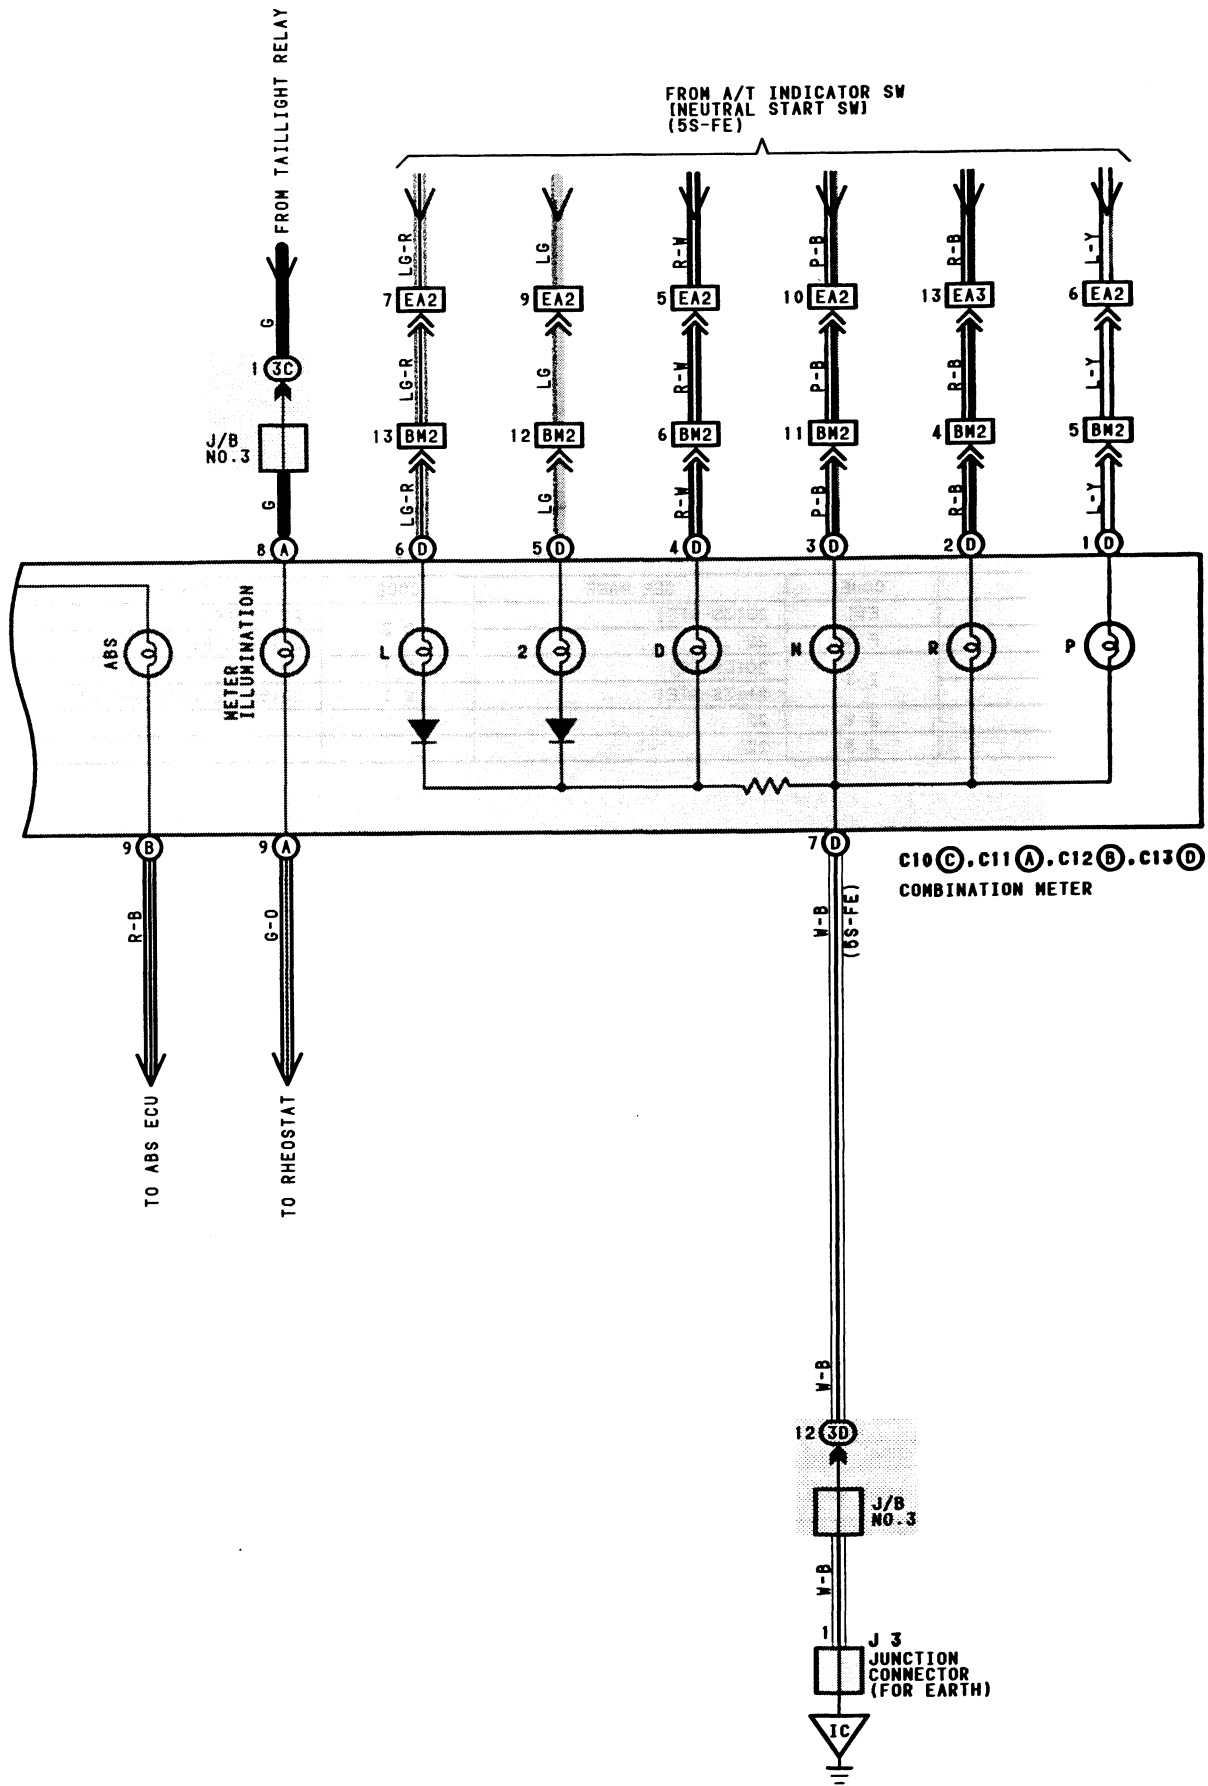 FROM TAILLIGHT RELAY
FROM A/T INDICATOR SW
[NEUTRAL START SW]
(5S-FE)
LG-R
LG
R-W
P-B
R-B
L-Y
7 EA2
9 EA2
5 EA2
10 EA2
13 EA3
6 EA2
G
1 3C
LG-R
LG
R-W
P-B
R-B
L-Y
J/B
NO.3
13 BM2
12 BM2
6 BM2
11 BM2
4 BM2
5 BM2
G
LG-R
LG
R-W
P-B
R-B
L-Y
8 A
6 D
5 D
4 D
3 D
2 D
1 D
ABS
METER
ILLUMINATION
L
2
D
N
R
P
9 B
9 A
7 D
C10 C, C11 A, C12 B, C13 D
COMBINATION METER
R-B
G-O
W-B
(5S-FE)
TO ABS ECU
TO RHEOSTAT
W-B
12 3D
J/B
NO.3
W-B
1
J 3
JUNCTION
CONNECTOR
(FOR EARTH)
IC